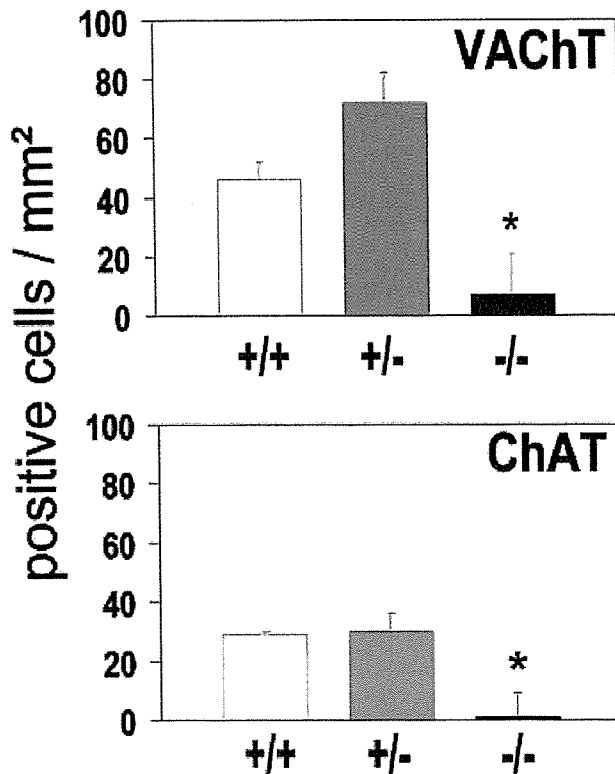 positive cells / mm²
VAChT
100
80
60
40
20
0
*
+/+ +/- -/-
ChAT
100
80
60
40
20
0
*
+/+ +/- -/-